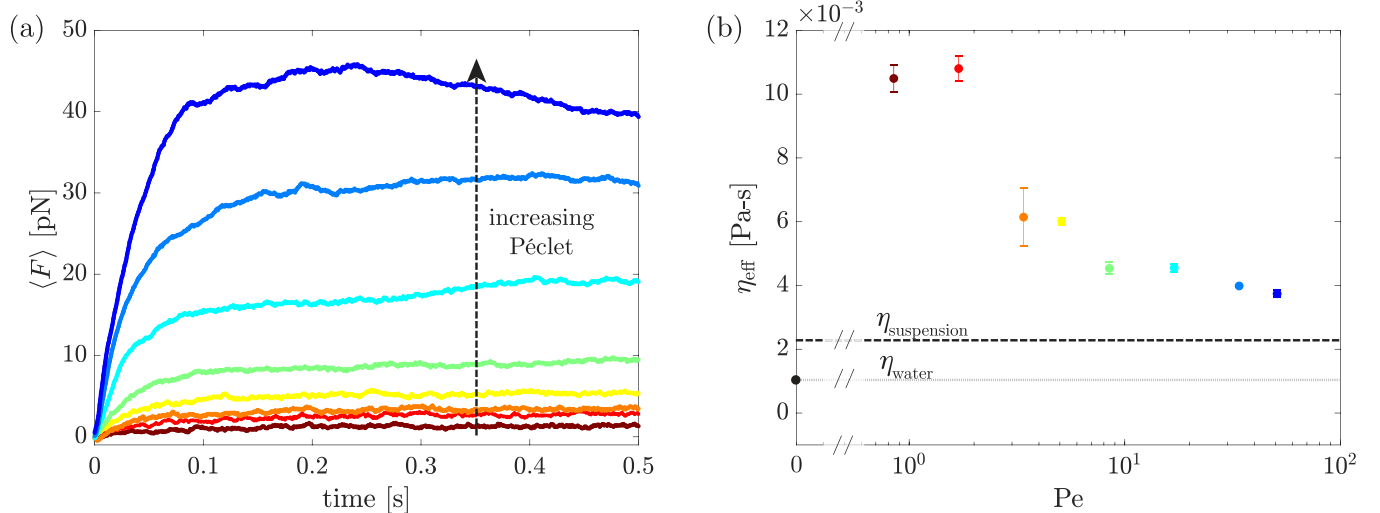 (a)
50
40
30
20
10
0
⟨F⟩ [pN]
increasing
Péclet
0
0.1
0.2
0.3
0.4
0.5
time [s]
(b)
×10⁻³
12
10
8
6
4
2
0
η_eff [Pa-s]
η_suspension
η_water
0
10⁰
10¹
10²
Pe